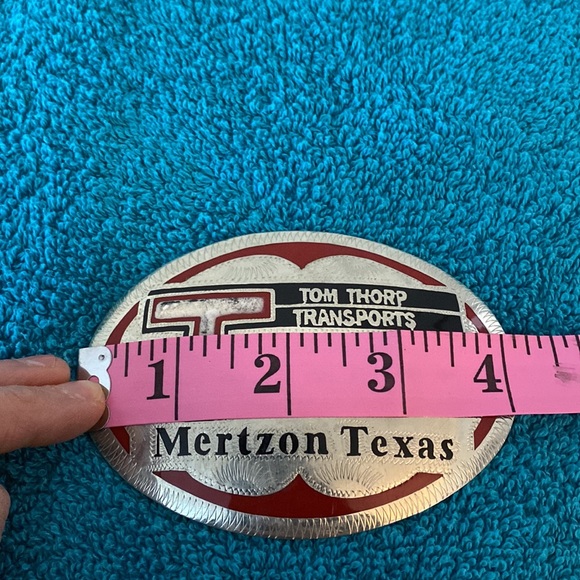 T TOM THORP
TRANSPORTS
1 2 3 4
Mertzon Texas